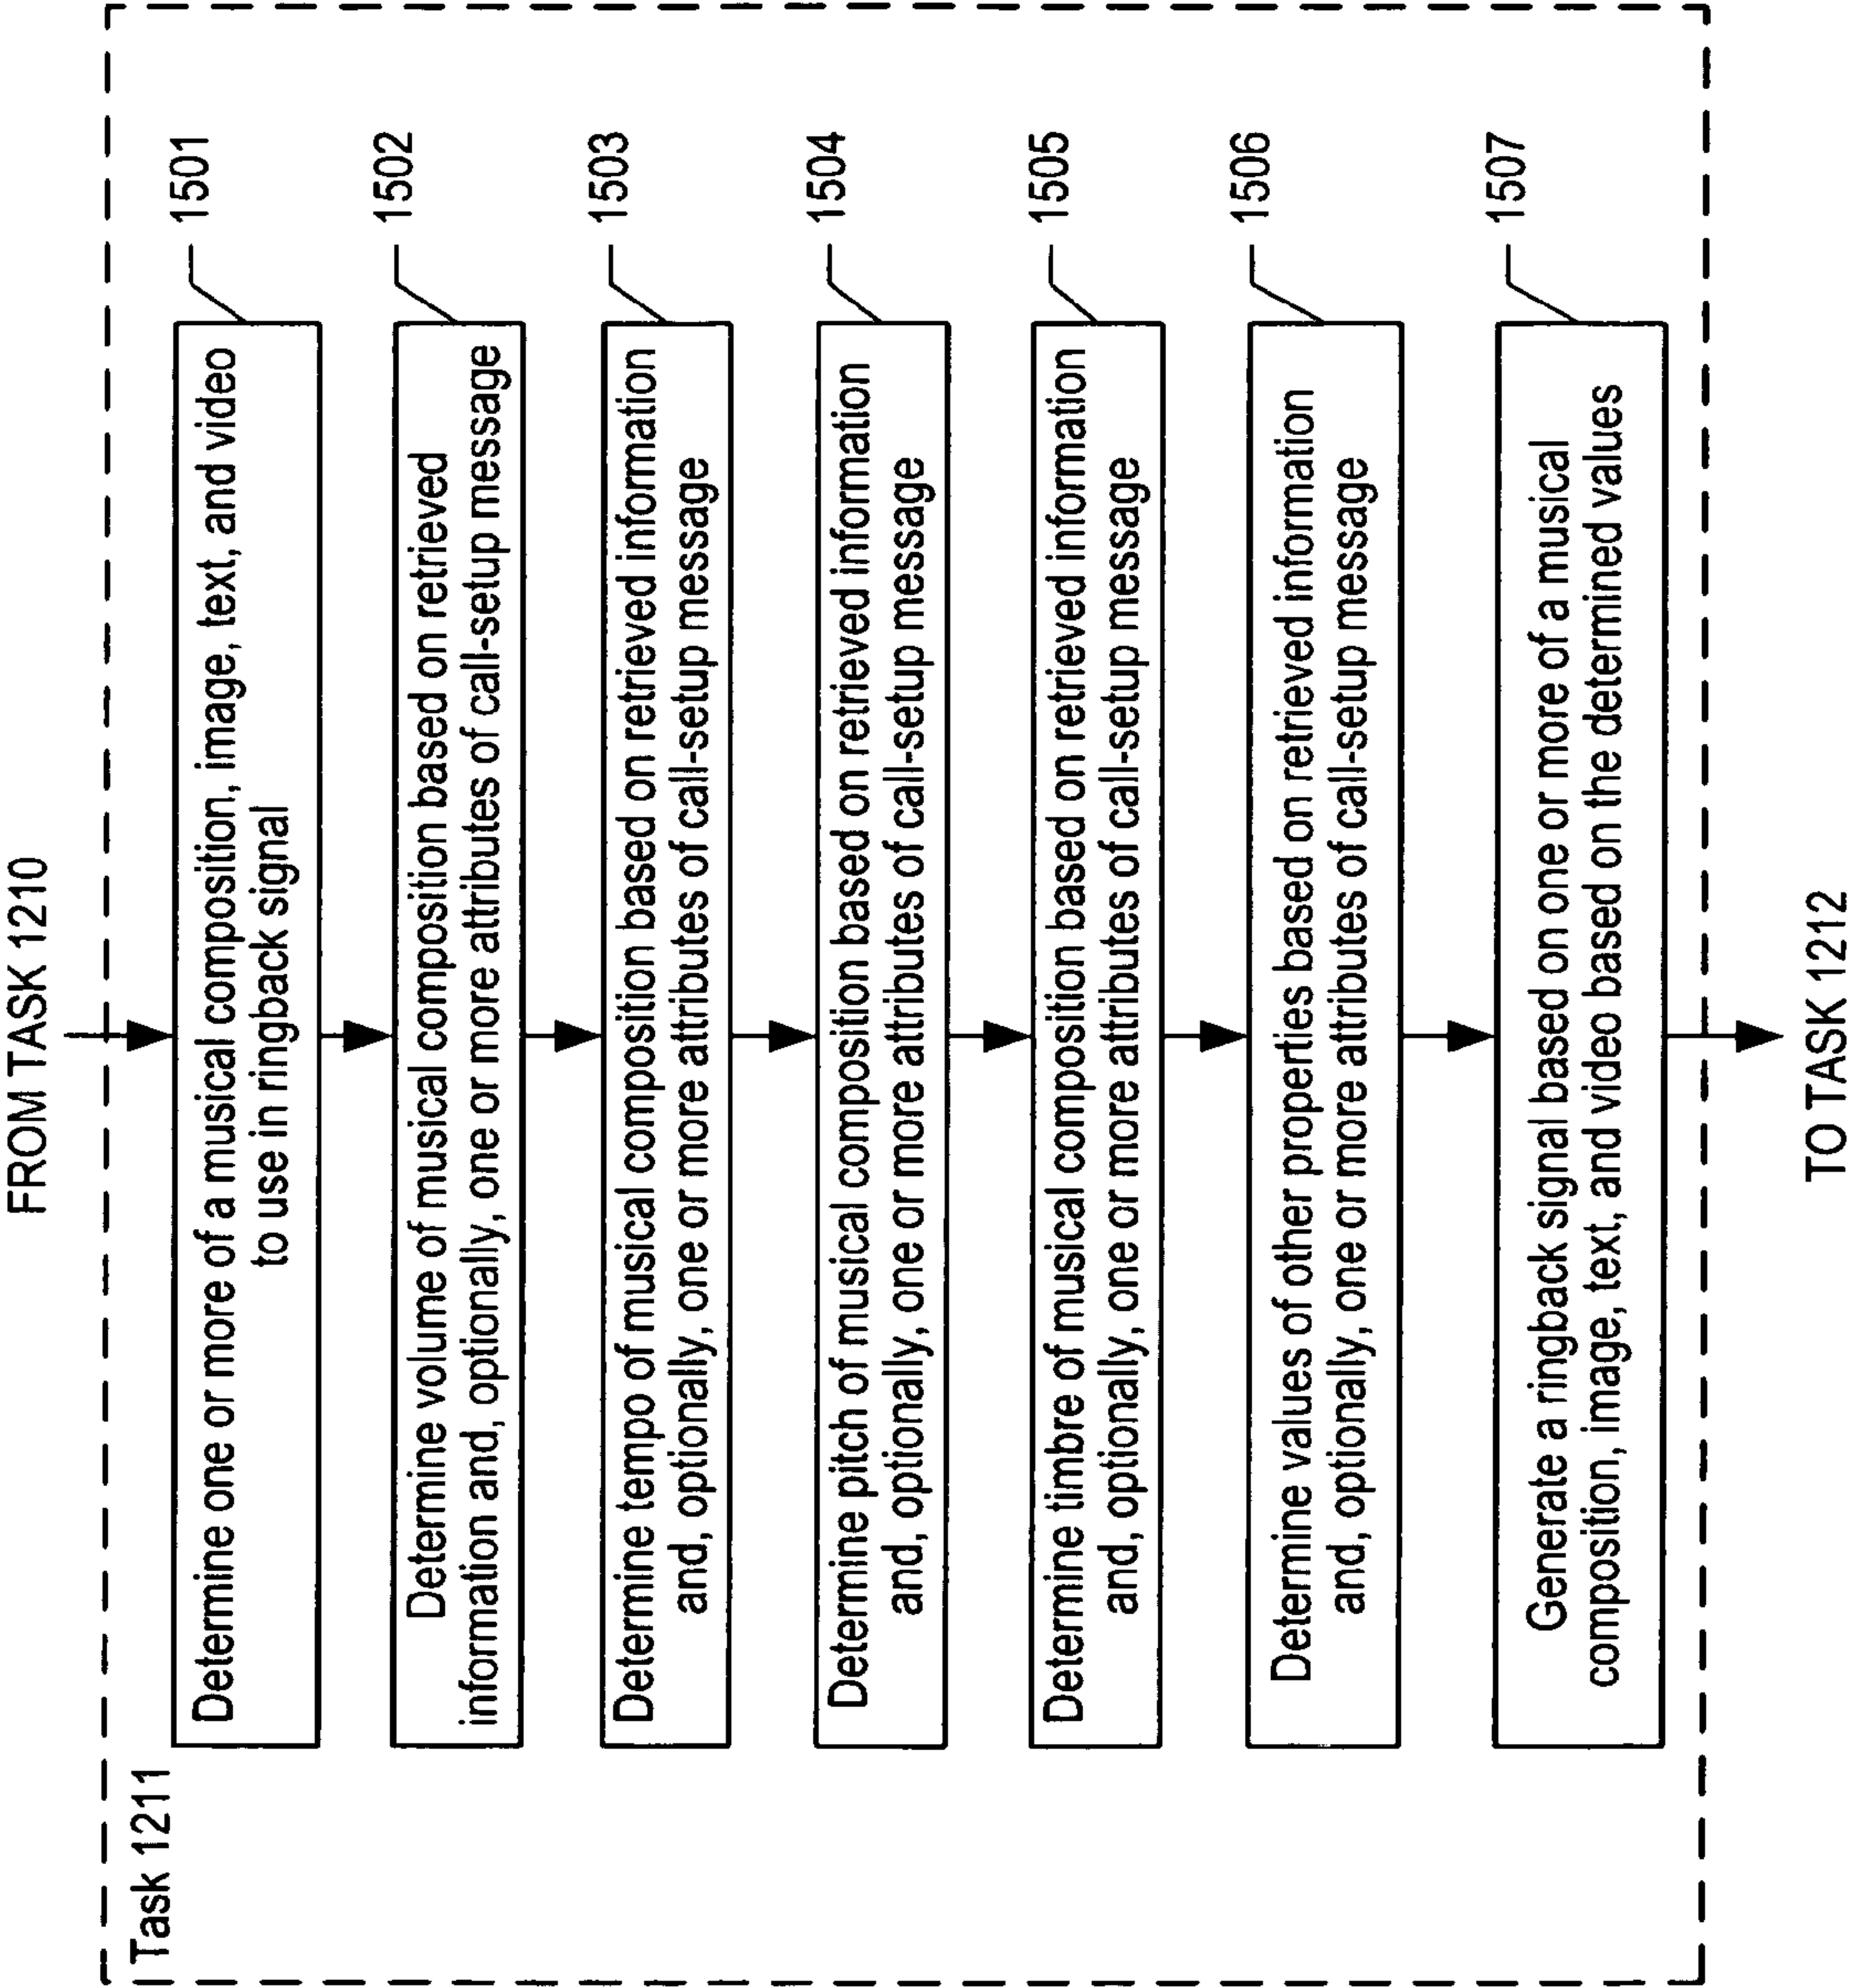 FROM TASK 1210
Task 1211
Determine one or more of a musical composition, image, text, and video
to use in ringback signal
1501
Determine volume of musical composition based on retrieved
information and, optionally, one or more attributes of call-setup message
1502
Determine tempo of musical composition based on retrieved information
and, optionally, one or more attributes of call-setup message
1503
Determine pitch of musical composition based on retrieved information
and, optionally, one or more attributes of call-setup message
1504
Determine timbre of musical composition based on retrieved information
and, optionally, one or more attributes of call-setup message
1505
Determine values of other properties based on retrieved information
and, optionally, one or more attributes of call-setup message
1506
Generate a ringback signal based on one or more of a musical
composition, image, text, and video based on the determined values
1507
TO TASK 1212